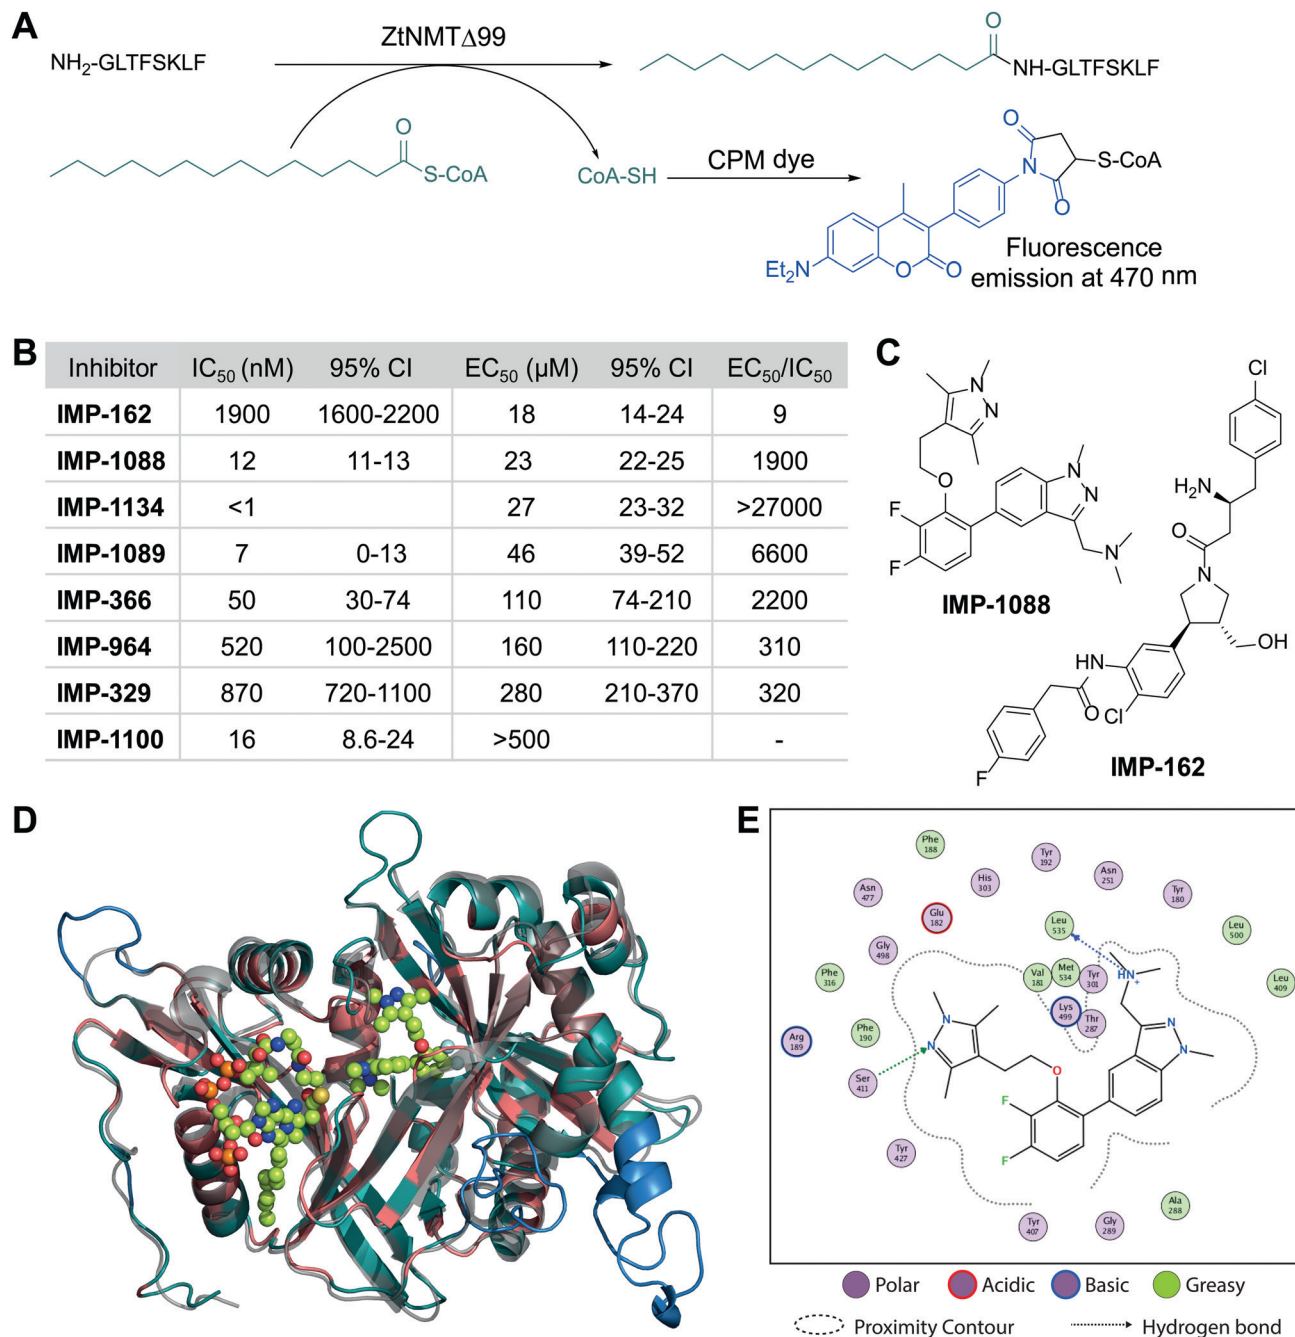 A
NH2-GLTFSKLF
ZtNMTΔ99
O
NH-GLTFSKLF
O
S-CoA
CoA-SH
CPM dye
O
N
O
S-CoA
Et2N
O
O
Fluorescence
emission at 470 nm
B
Inhibitor IC50 (nM) 95% CI EC50 (µM) 95% CI EC50/IC50
IMP-162 1900 1600-2200 18 14-24 9
IMP-1088 12 11-13 23 22-25 1900
IMP-1134 <1 27 23-32 >27000
IMP-1089 7 0-13 46 39-52 6600
IMP-366 50 30-74 110 74-210 2200
IMP-964 520 100-2500 160 110-220 310
IMP-329 870 720-1100 280 210-370 320
IMP-1100 16 8.6-24 >500 -
C
N
N
O
F
F
N
N
N
IMP-1088
Cl
H2N
O
N
OH
HN
O
Cl
F
IMP-162
D
E
Phe
188
Tyr
192
His
303
Asn
251
Asn
477
Tyr
180
Glu
182
Leu
535
Leu
500
Gly
498
Phe
316
Val
181
Met
534
Tyr
301
HN
+
Leu
409
Lys
499
Thr
287
Arg
189
Phe
190
N
N
N
N
Ser
411
O
F
F
Tyr
427
Ala
288
Tyr
407
Gly
289
Polar Acidic Basic Greasy
Proximity Contour Hydrogen bond